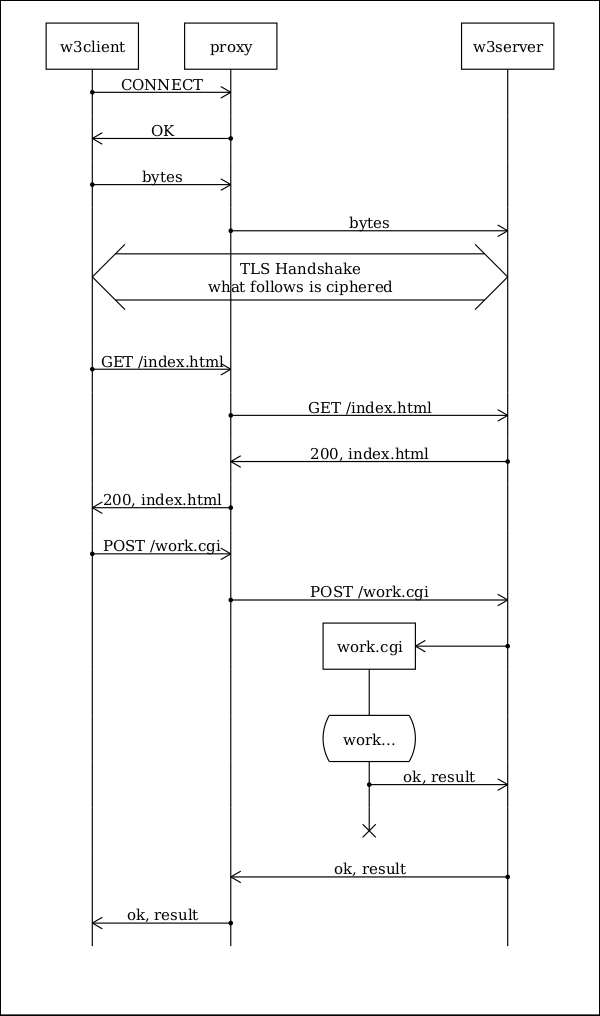 w3client
proxy
w3server
CONNECT
OK
bytes
bytes
TLS Handshake
what follows is ciphered
GET /index.html
GET /index.html
200, index.html
200, index.html
POST /work.cgi
POST /work.cgi
work.cgi
work...
ok, result
ok, result
ok, result